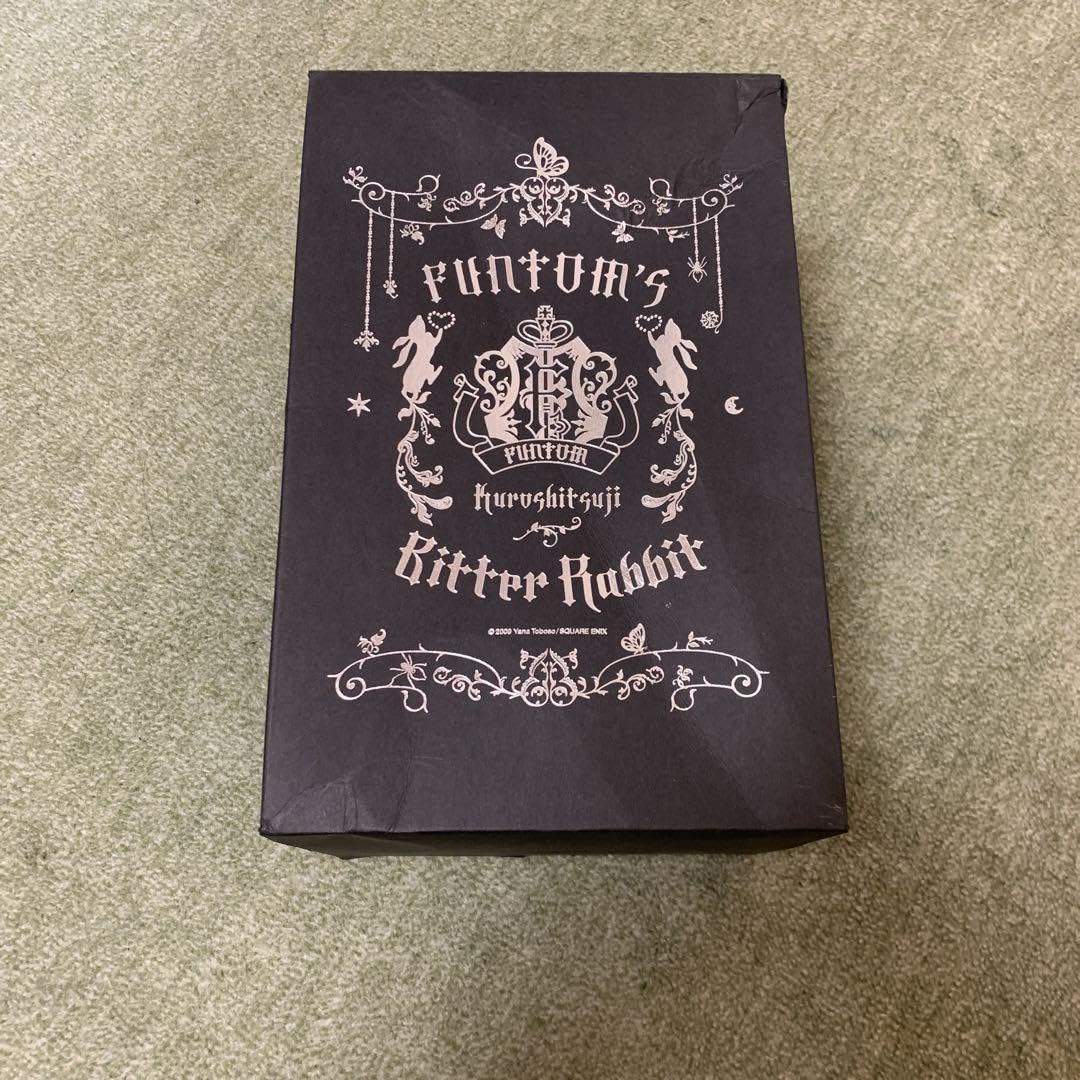 FUNTOM'S
FUNTOM
Kuroshitsuji
Bitter Rabbit
© 2009 Yana Toboso / SQUARE ENIX